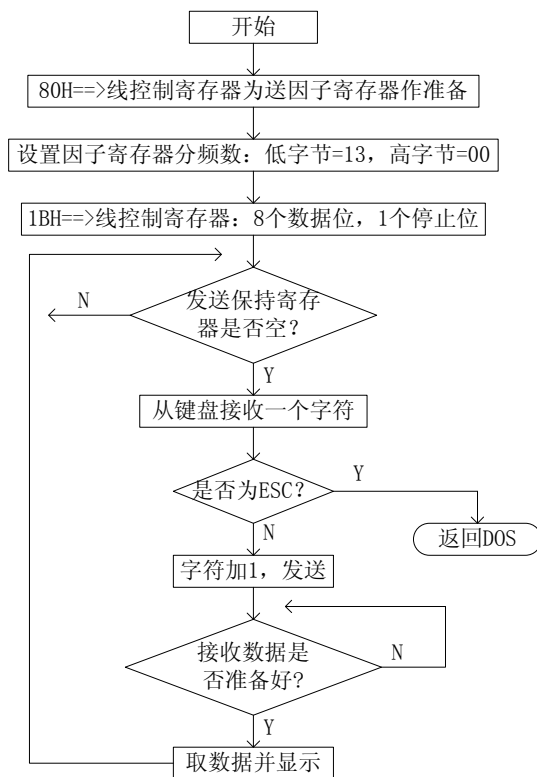 开始
80H==>线控制寄存器为送因子寄存器作准备
设置因子寄存器分频数：低字节=13，高字节=00
1BH==>线控制寄存器：8个数据位，1个停止位
发送保持寄存
器是否空？
N
Y
从键盘接收一个字符
是否为ESC？
Y
返回DOS
N
字符加1，发送
接收数据是
否准备好？
N
Y
取数据并显示